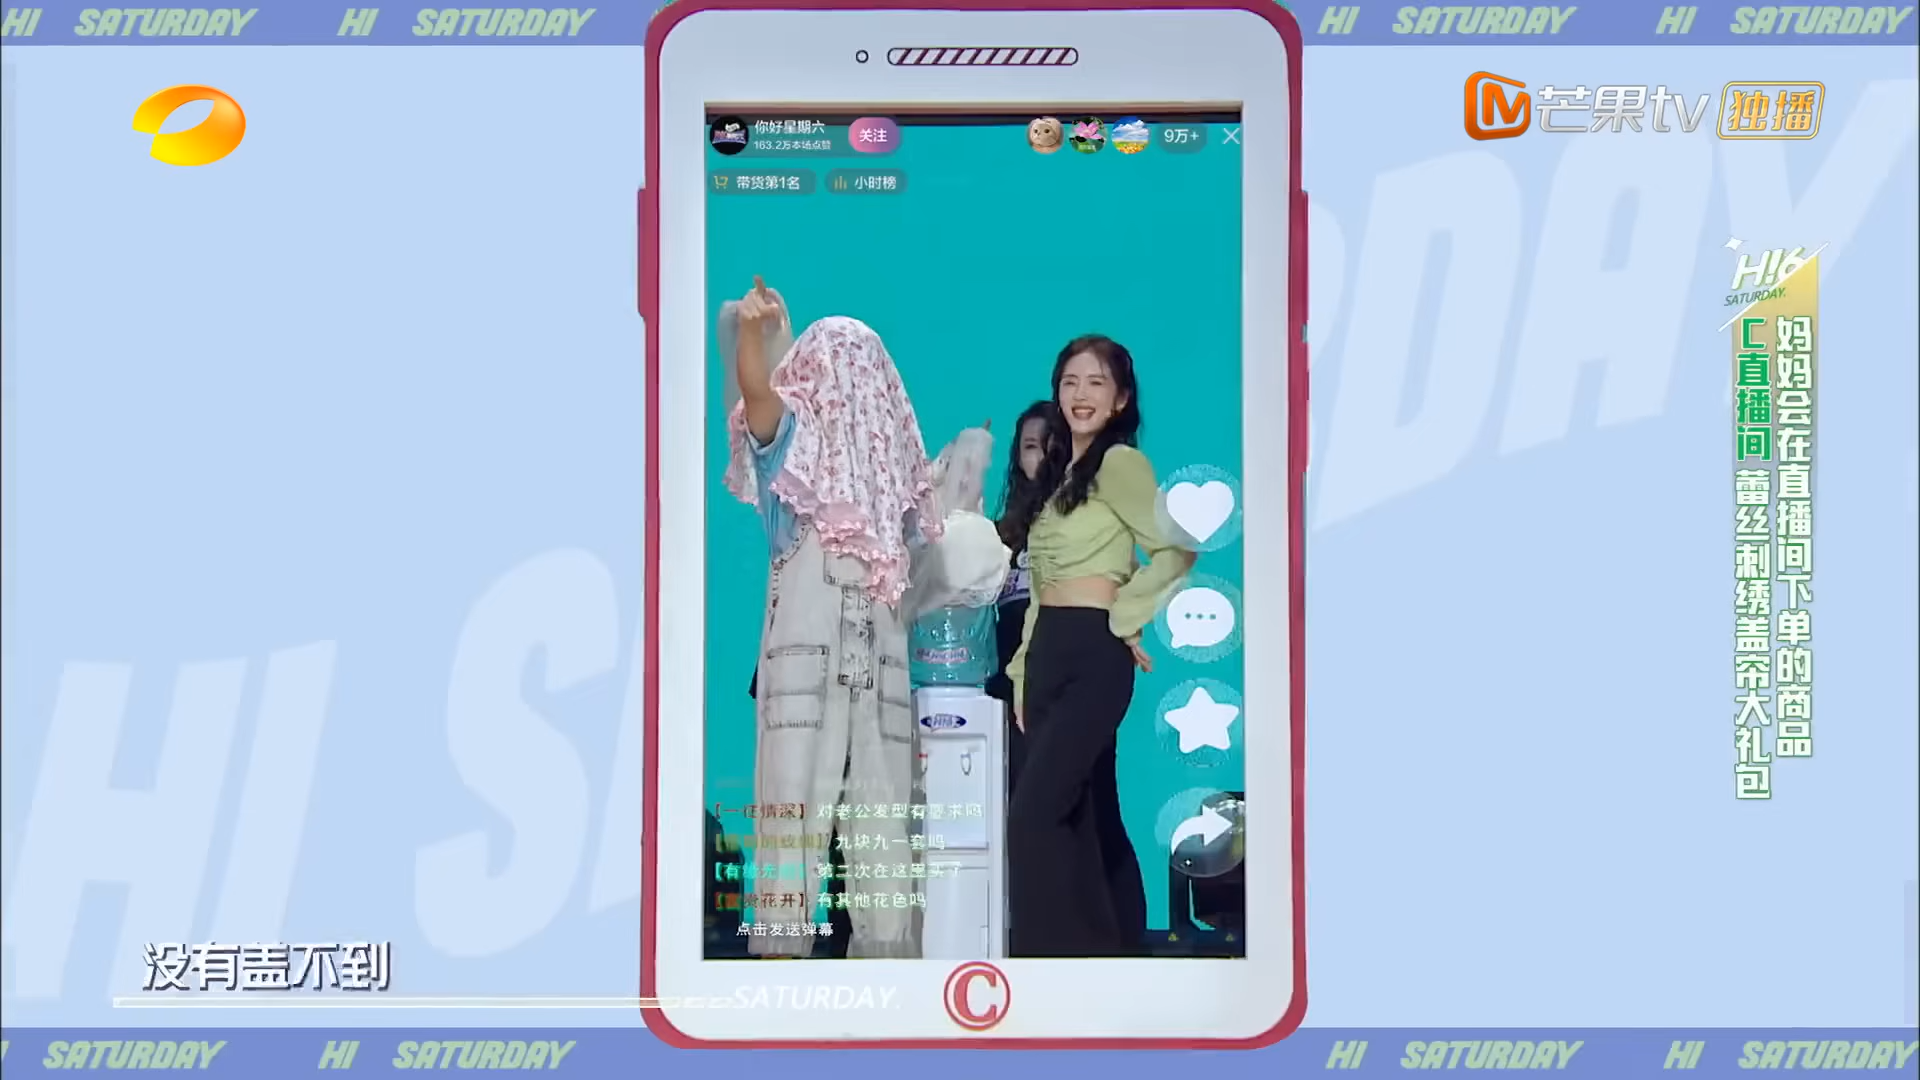 HI SATURDAY HI SATURDAY HI SATURDAY HI SATURDAY
芒果tv 独播
你好星期六
163.2万本场点赞
关注
9万+
带货第1名
小时榜
H!6
SATURDAY.
妈妈会在直播间下单的商品
C直播间 蕾丝刺绣盖帘大礼包
HI SATURDAY
对老公发型有要求吗
九块九一套吗
第二次在这里买了
有其他花色吗
点击发送弹幕
没有盖不到
SATURDAY.
C
SATURDAY HI SATURDAY HI SATURDAY HI SATURDAY